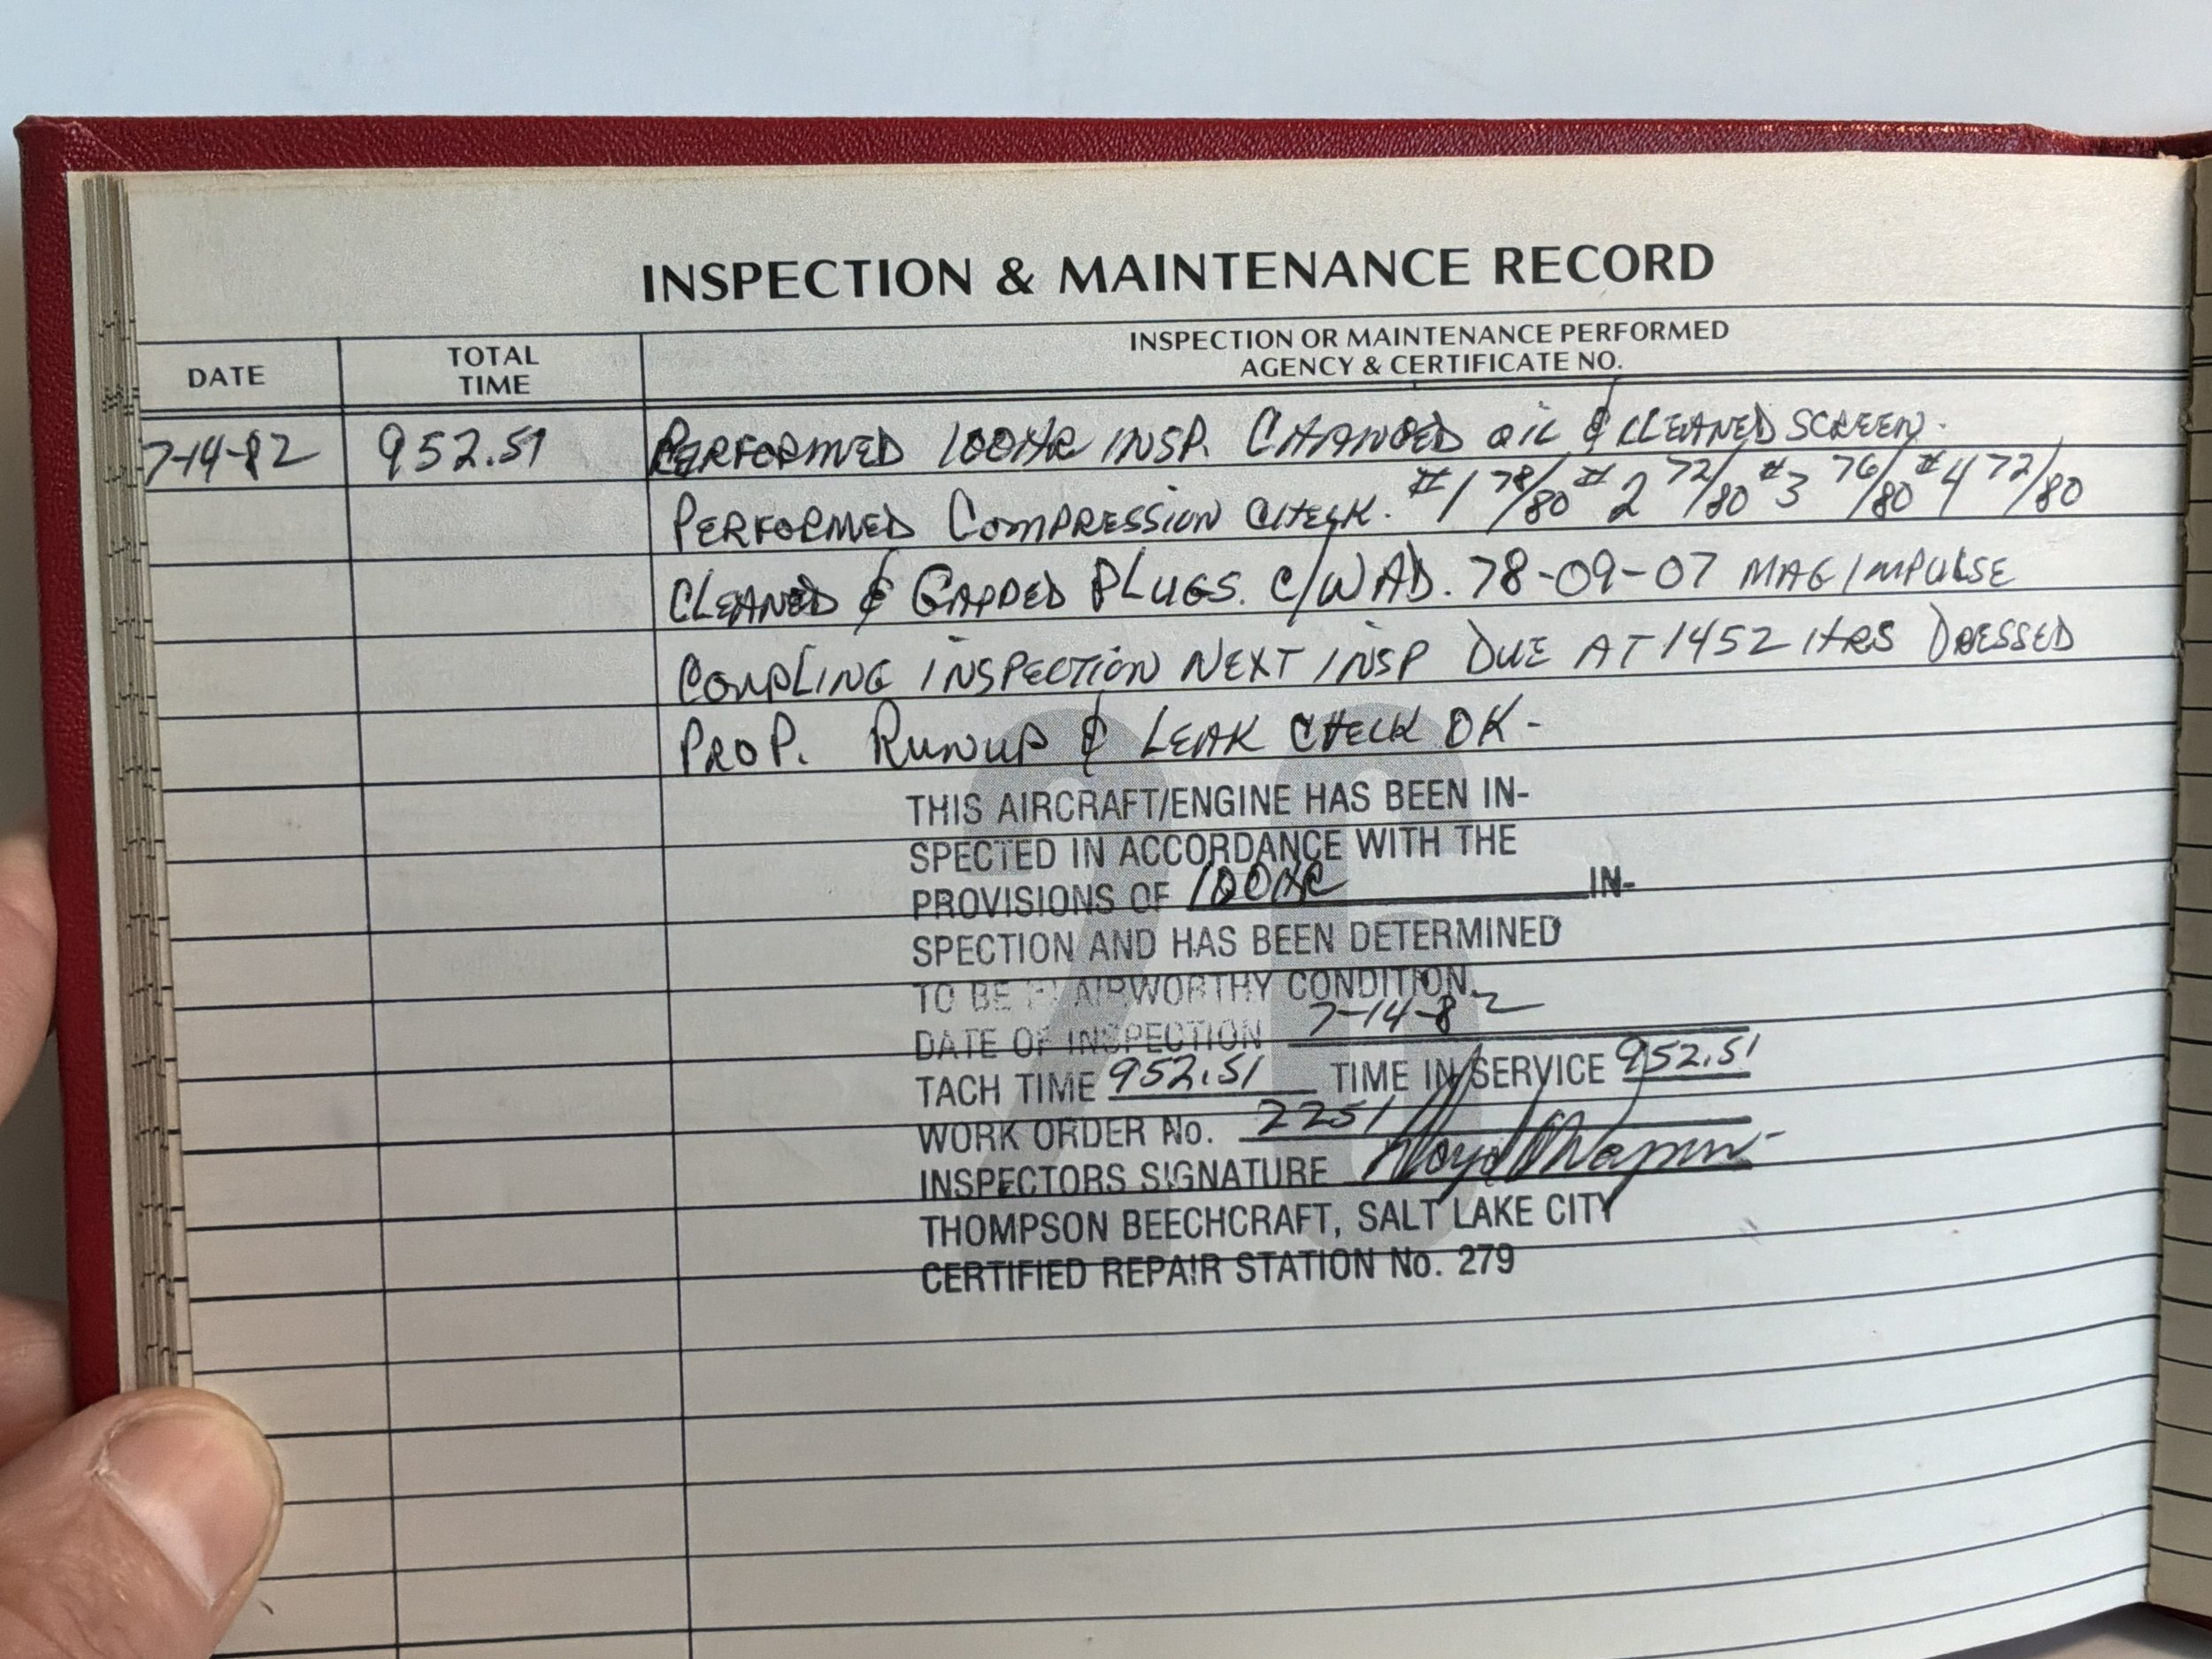 INSPECTION & MAINTENANCE RECORD
DATE
TOTAL
TIME
INSPECTION OR MAINTENANCE PERFORMED
AGENCY & CERTIFICATE NO.
7-14-82 952.51 PERFORMED 100HR INSP. CHANGED OIL & CLEANED SCREEN.
PERFORMED COMPRESSION CHECK. #1 78/80 #2 72/80 #3 76/80 #4 72/80
CLEANED & GAPPED PLUGS. C/W AD. 78-09-07 MAG IMPULSE
COUPLING INSPECTION NEXT INSP DUE AT 1452 HRS DRESSED
PROP. RUNUP & LEAK CHECK OK-
THIS AIRCRAFT/ENGINE HAS BEEN IN-
SPECTED IN ACCORDANCE WITH THE
PROVISIONS OF 100HR IN-
SPECTION AND HAS BEEN DETERMINED
TO BE IN AIRWORTHY CONDITION.
DATE OF INSPECTION 7-14-82
TACH TIME 952.51 TIME IN SERVICE 952.51
WORK ORDER No. 2251
INSPECTORS SIGNATURE
THOMPSON BEECHCRAFT, SALT LAKE CITY
CERTIFIED REPAIR STATION No. 279
26